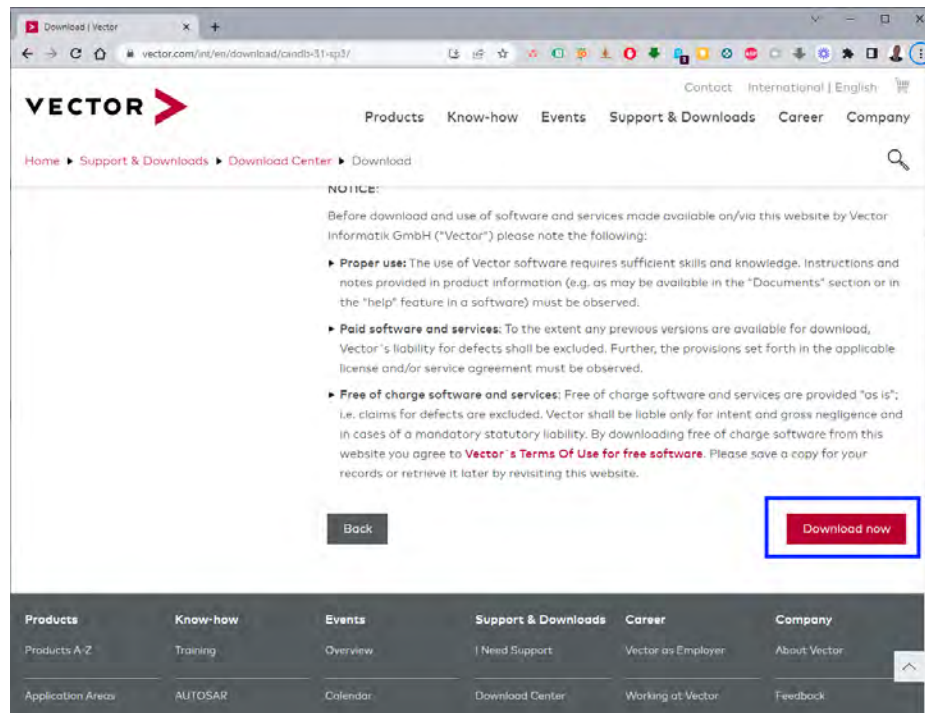 Download | Vector
vector.com/int/en/download/candb-31-sp3/
Contact International | English
VECTOR
Products Know-how Events Support & Downloads Career Company
Home ▶ Support & Downloads ▶ Download Center ▶ Download
NOTICE:
Before download and use of software and services made available on/via this website by Vector
Informatik GmbH ("Vector") please note the following:
▶ Proper use: The use of Vector software requires sufficient skills and knowledge. Instructions and
notes provided in product information (e.g. as may be available in the "Documents" section or in
the "help" feature in a software) must be observed.
▶ Paid software and services: To the extent any previous versions are available for download,
Vector´s liability for defects shall be excluded. Further, the provisions set forth in the applicable
license and/or service agreement must be observed.
▶ Free of charge software and services: Free of charge software and services are provided "as is";
i.e. claims for defects are excluded. Vector shall be liable only for intent and gross negligence and
in cases of a mandatory statutory liability. By downloading free of charge software from this
website you agree to Vector´s Terms Of Use for free software. Please save a copy for your
records or retrieve it later by revisiting this website.
Back Download now
Products Know-how Events Support & Downloads Career Company
Products A-Z Training Overview I Need Support Vector as Employer About Vector
Application Areas AUTOSAR Calendar Download Center Working at Vector Feedback